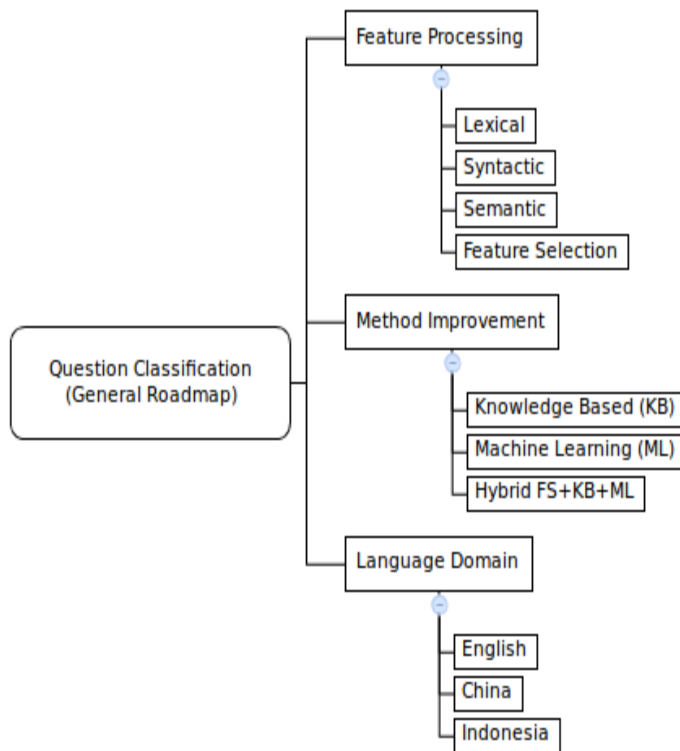 Feature Processing
Lexical
Syntactic
Semantic
Feature Selection
Question Classification
(General Roadmap)
Method Improvement
Knowledge Based (KB)
Machine Learning (ML)
Hybrid FS+KB+ML
Language Domain
English
China
Indonesia